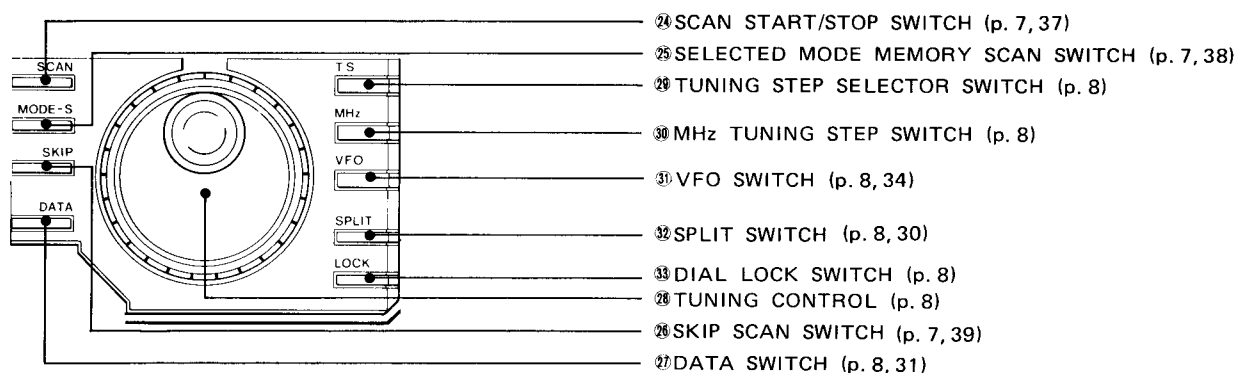 ㉔SCAN START/STOP SWITCH (p. 7, 37)
㉕SELECTED MODE MEMORY SCAN SWITCH (p. 7, 38)
㉙TUNING STEP SELECTOR SWITCH (p. 8)
㉚MHz TUNING STEP SWITCH (p. 8)
㉛VFO SWITCH (p. 8, 34)
㉜SPLIT SWITCH (p. 8, 30)
㉝DIAL LOCK SWITCH (p. 8)
㉘TUNING CONTROL (p. 8)
㉖SKIP SCAN SWITCH (p. 7, 39)
㉗DATA SWITCH (p. 8, 31)
SCAN
MODE-S
SKIP
DATA
TS
MHz
VFO
SPLIT
LOCK